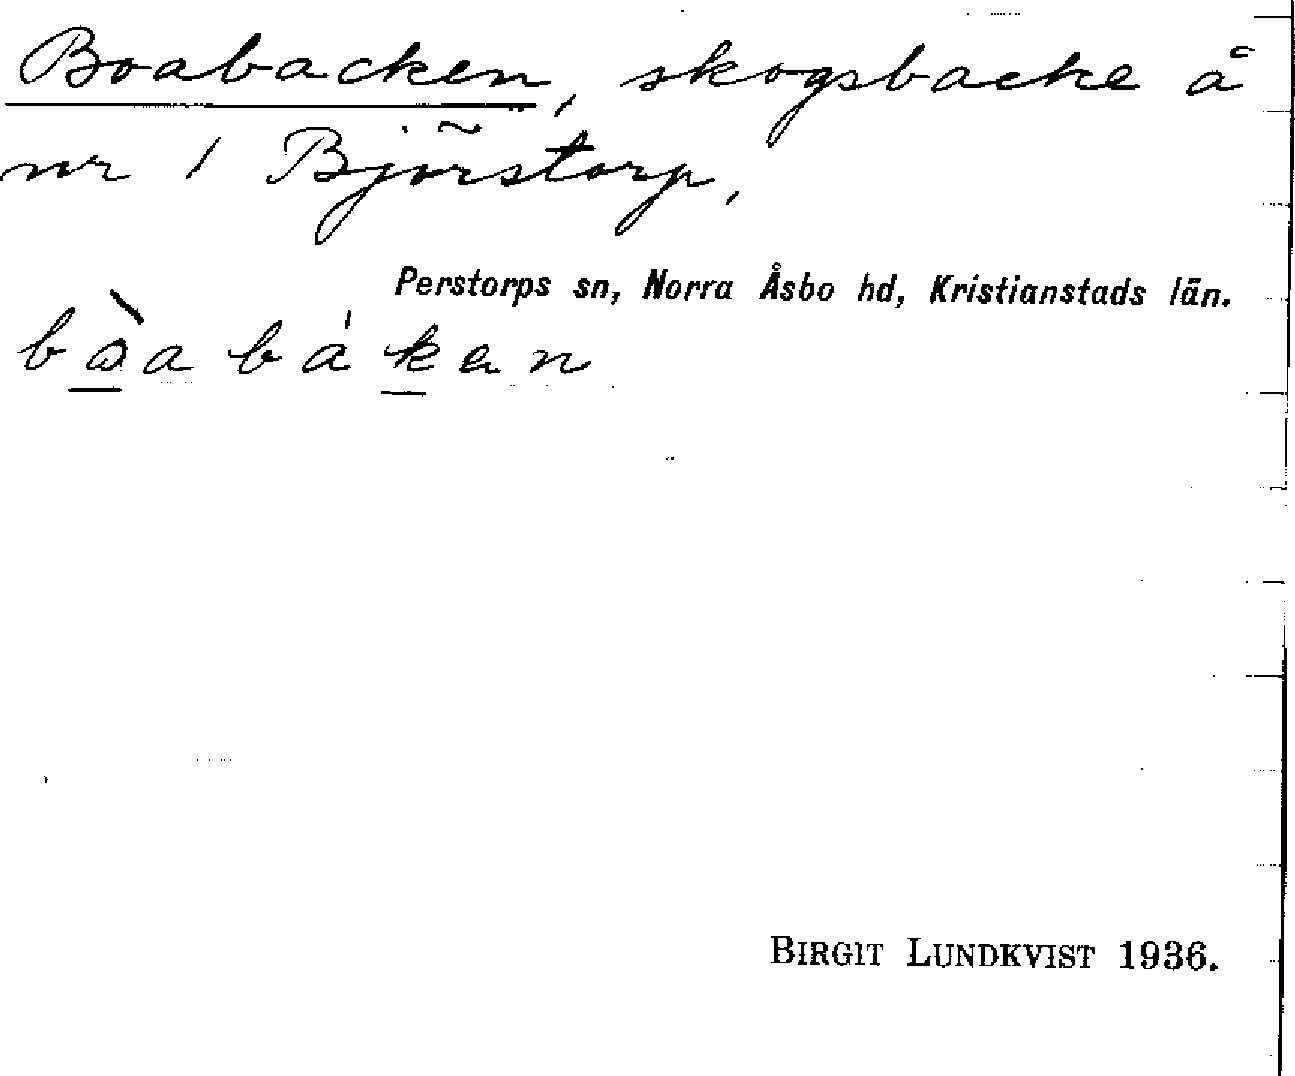 Boabacken, skogsbacke å
nr 1 Björstorp,
Perstorps sn, Norra Åsbo hd, Kristianstads län.
bòabákan
BIRGIT LUNDKVIST 1936.